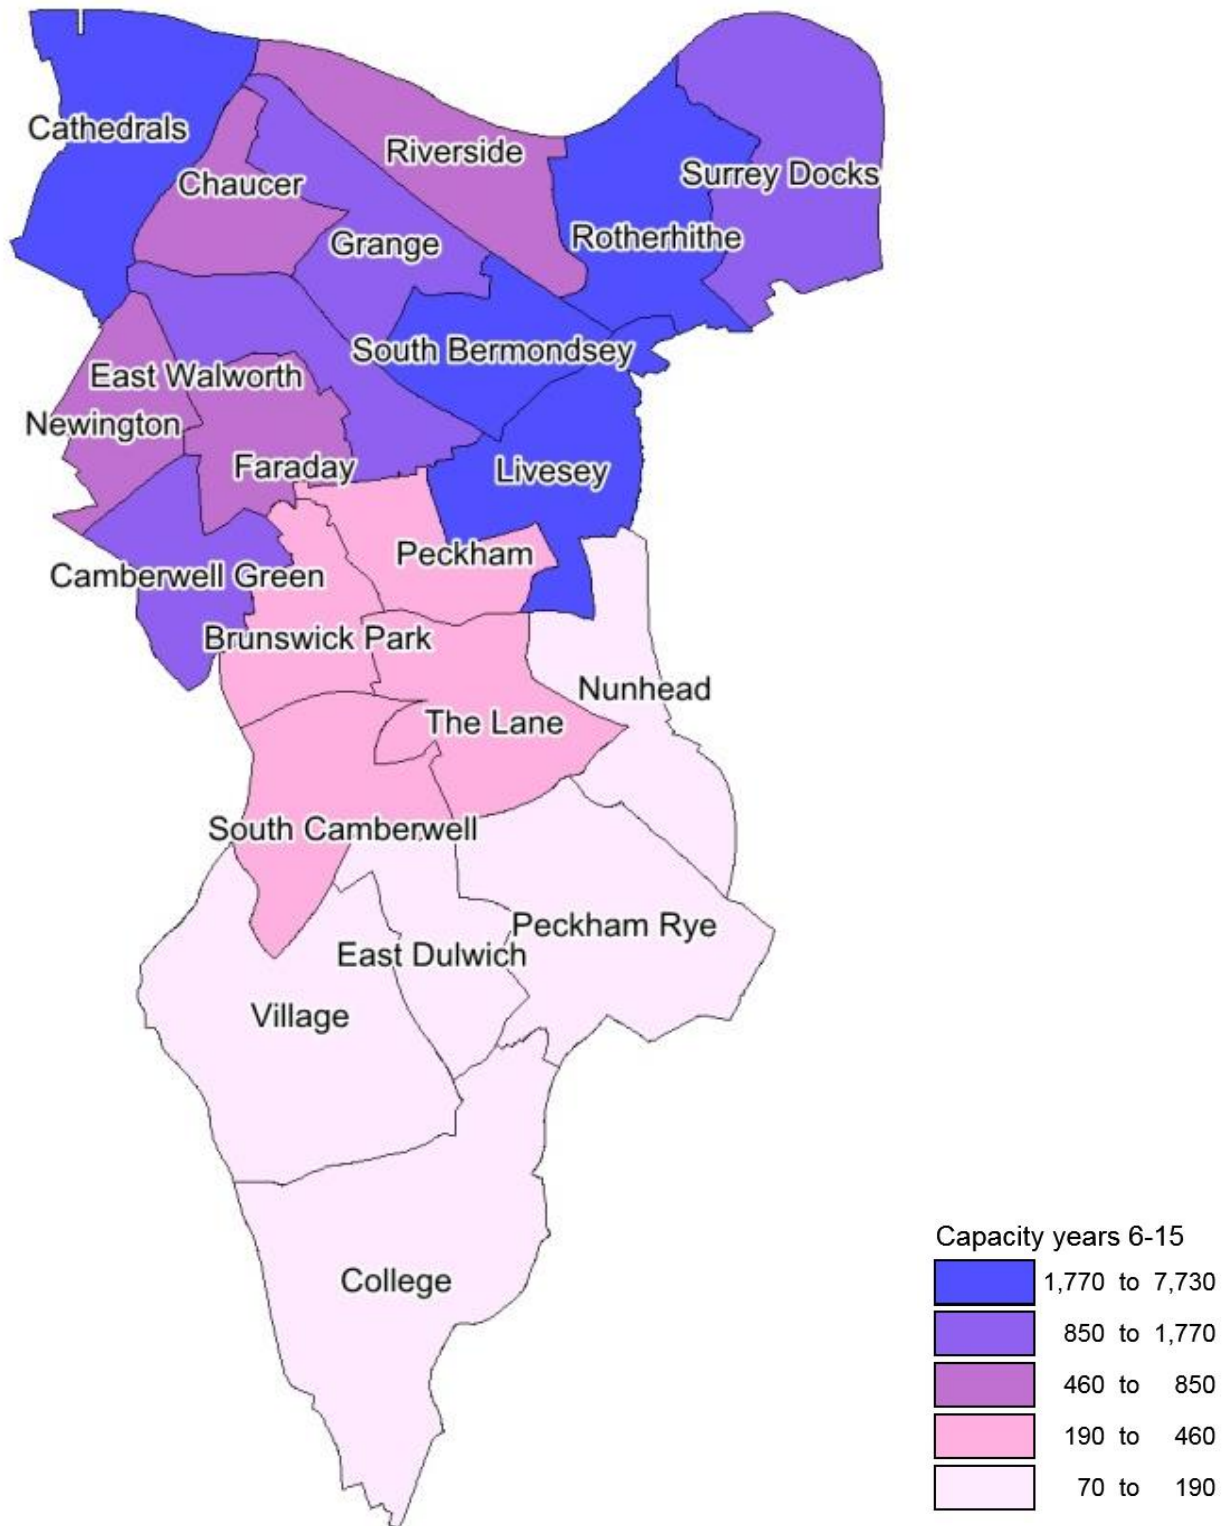 Cathedrals
Riverside
Surrey Docks
Chaucer
Rotherhithe
Grange
South Bermondsey
East Walworth
Newington
Faraday
Livesey
Peckham
Camberwell Green
Brunswick Park
Nunhead
The Lane
South Camberwell
Peckham Rye
East Dulwich
Village
College
Capacity years 6-15
1,770 to 7,730
850 to 1,770
460 to 850
190 to 460
70 to 190